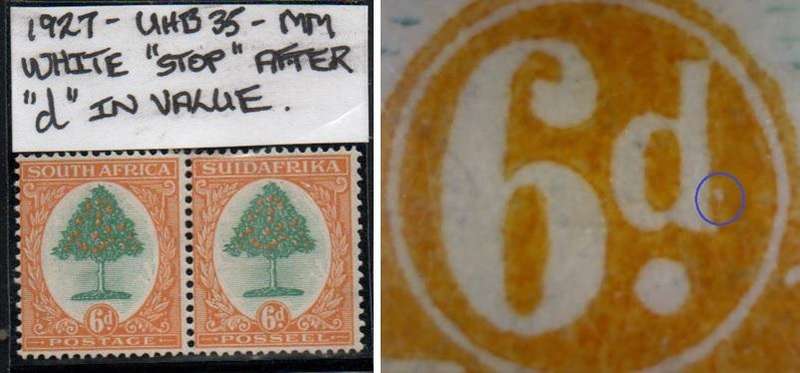 1927 - UHB 35 - MM
WHITE "STOP" AFTER
"d" IN VALUE.
SOUTH AFRICA
SUIDAFRIKA
6d
6d
POSTAGE
POSSEEL
6d